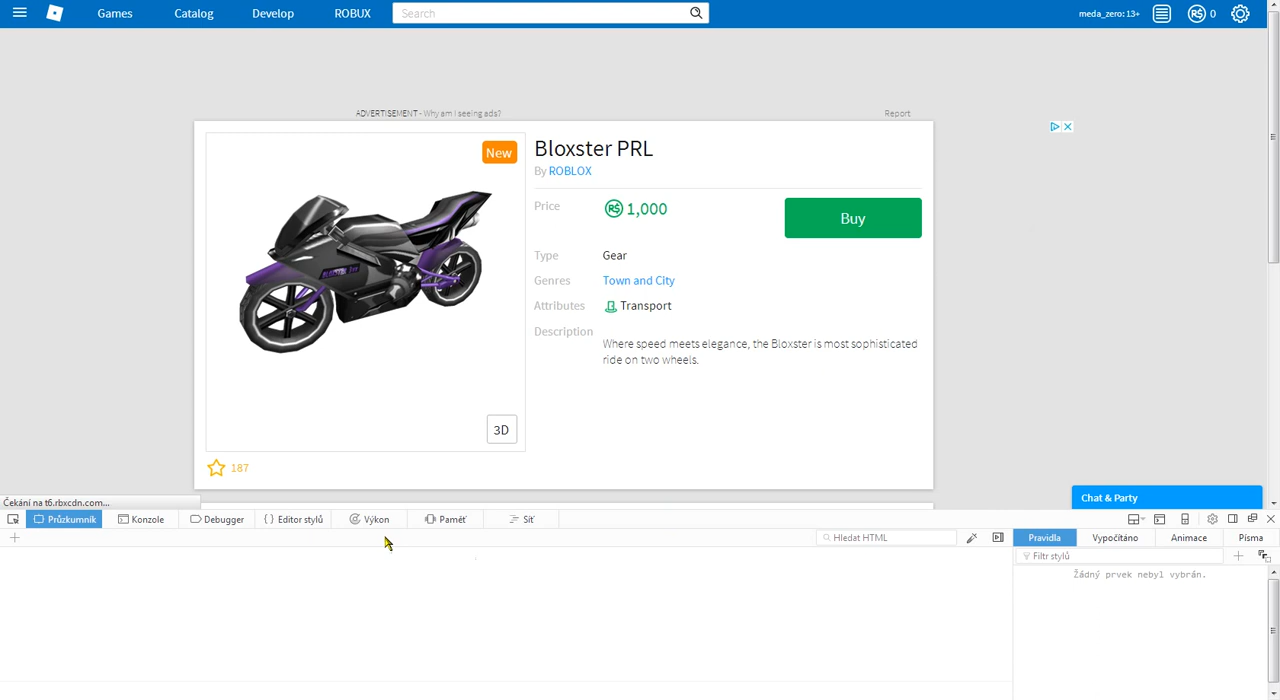 Games Catalog Develop ROBUX Search meda_zero: 13+ R$ 0
ADVERTISEMENT - Why am I seeing ads? Report
New
Bloxster PRL
By ROBLOX
Price R$ 1,000 Buy
Type Gear
Genres Town and City
Attributes Transport
Description
Where speed meets elegance, the Bloxster is most sophisticated
ride on two wheels.
3D
187
Chat & Party
Čekání na t6.rbxcdn.com...
Průzkumník Konzole Debugger { } Editor stylů Výkon Paměť Síť
+ Hledat HTML Pravidla Vypočítáno Animace Písma
Filtr stylů +
Žádný prvek nebyl vybrán.